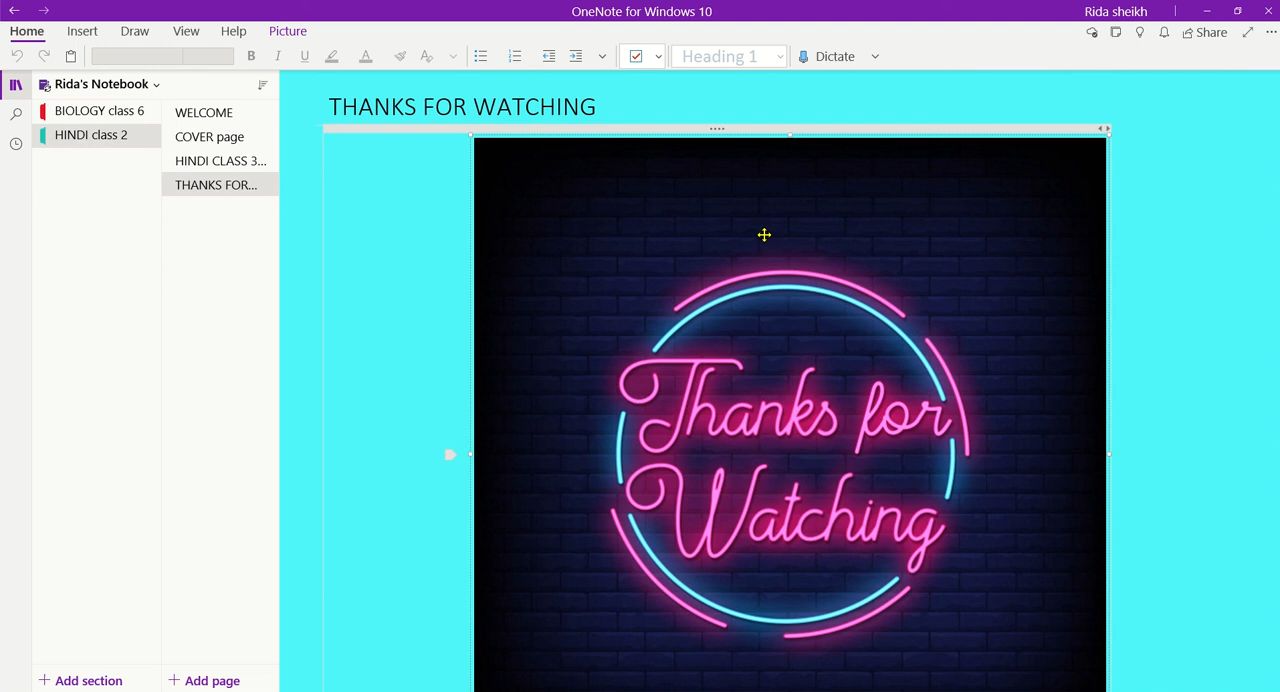 OneNote for Windows 10
Rida sheikh
Home Insert Draw View Help Picture
Share
B I U A A Heading 1 Dictate
Rida's Notebook
BIOLOGY class 6
HINDI class 2
WELCOME
COVER page
HINDI CLASS 3...
THANKS FOR...
THANKS FOR WATCHING
Thanks for
Watching
+ Add section
+ Add page